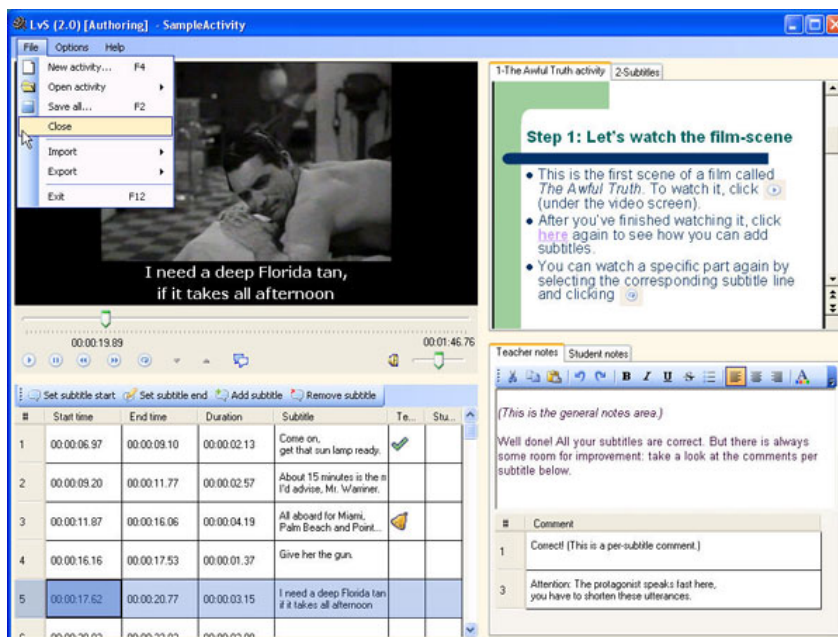 LvS (2.0) [Authoring] - SampleActivity
File Options Help
New activity... F4
Open activity
Save all... F2
Close
Import
Export
Exit F12
I need a deep Florida tan,
if it takes all afternoon
00:00:19.89 00:01:46.76
Set subtitle start Set subtitle end Add subtitle Remove subtitle
# Start time End time Duration Subtitle Te... Stu...
1 00:00:06.97 00:00:09.10 00:00:02.13 Come on,
get that sun lamp ready.
2 00:00:09.20 00:00:11.77 00:00:02.57 About 15 minutes is the m
I'd advise, Mr. Warriner.
3 00:00:11.87 00:00:16.06 00:00:04.19 All aboard for Miami,
Palm Beach and Point...
4 00:00:16.16 00:00:17.53 00:00:01.37 Give her the gun.
5 00:00:17.62 00:00:20.77 00:00:03.15 I need a deep Florida tan
if it takes all afternoon
1-The Awful Truth activity 2-Subtitles
Step 1: Let's watch the film-scene
This is the first scene of a film called
The Awful Truth. To watch it, click
(under the video screen).
After you've finished watching it, click
here again to see how you can add
subtitles.
You can watch a specific part again by
selecting the corresponding subtitle line
and clicking
Teacher notes Student notes
B I U S A
(This is the general notes area.)
Well done! All your subtitles are correct. But there is always
some room for improvement: take a look at the comments per
subtitle below.
# Comment
1 Correct! (This is a per-subtitle comment.)
3 Attention: The protagonist speaks fast here,
you have to shorten these utterances.